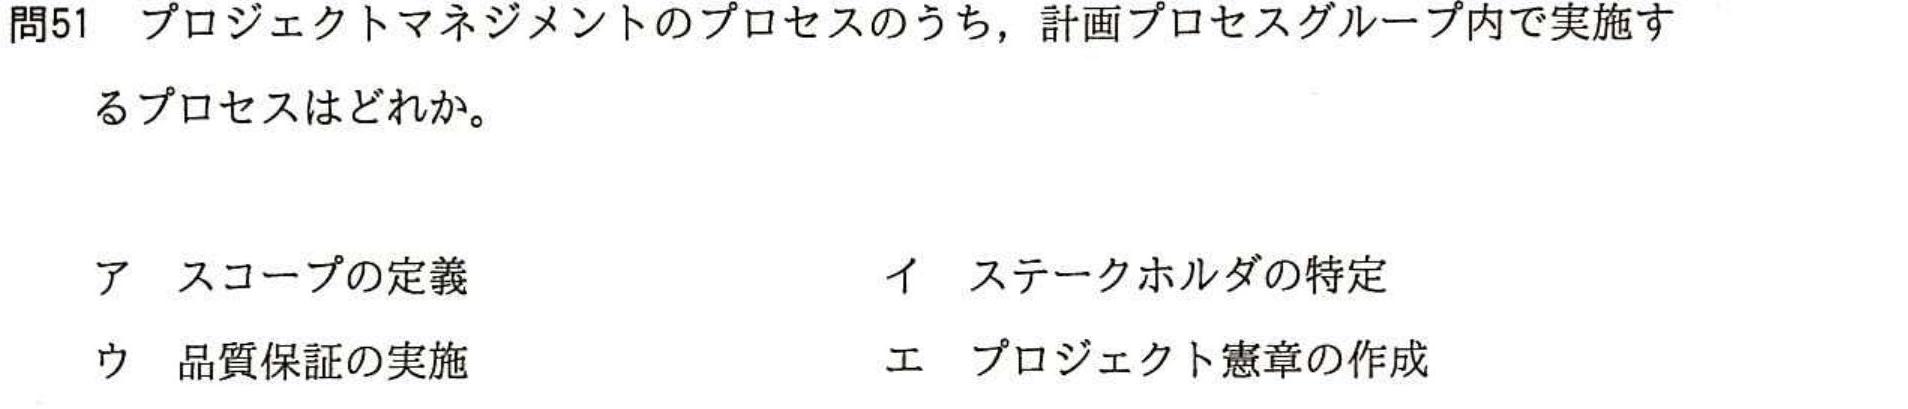 問51　プロジェクトマネジメントのプロセスのうち，計画プロセスグループ内で実施す
るプロセスはどれか。
ア　スコープの定義　イ　ステークホルダの特定
ウ　品質保証の実施　エ　プロジェクト憲章の作成